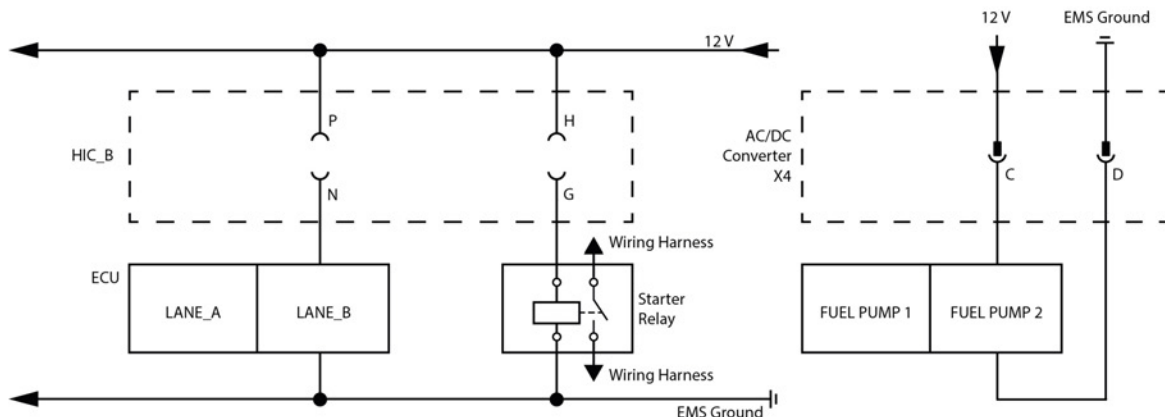 12 V
EMS Ground
12 V
P
H
HIC_B
AC/DC
Converter
X4
C
D
N
G
Wiring Harness
ECU
LANE_A
LANE_B
Starter
Relay
FUEL PUMP 1
FUEL PUMP 2
Wiring Harness
EMS Ground